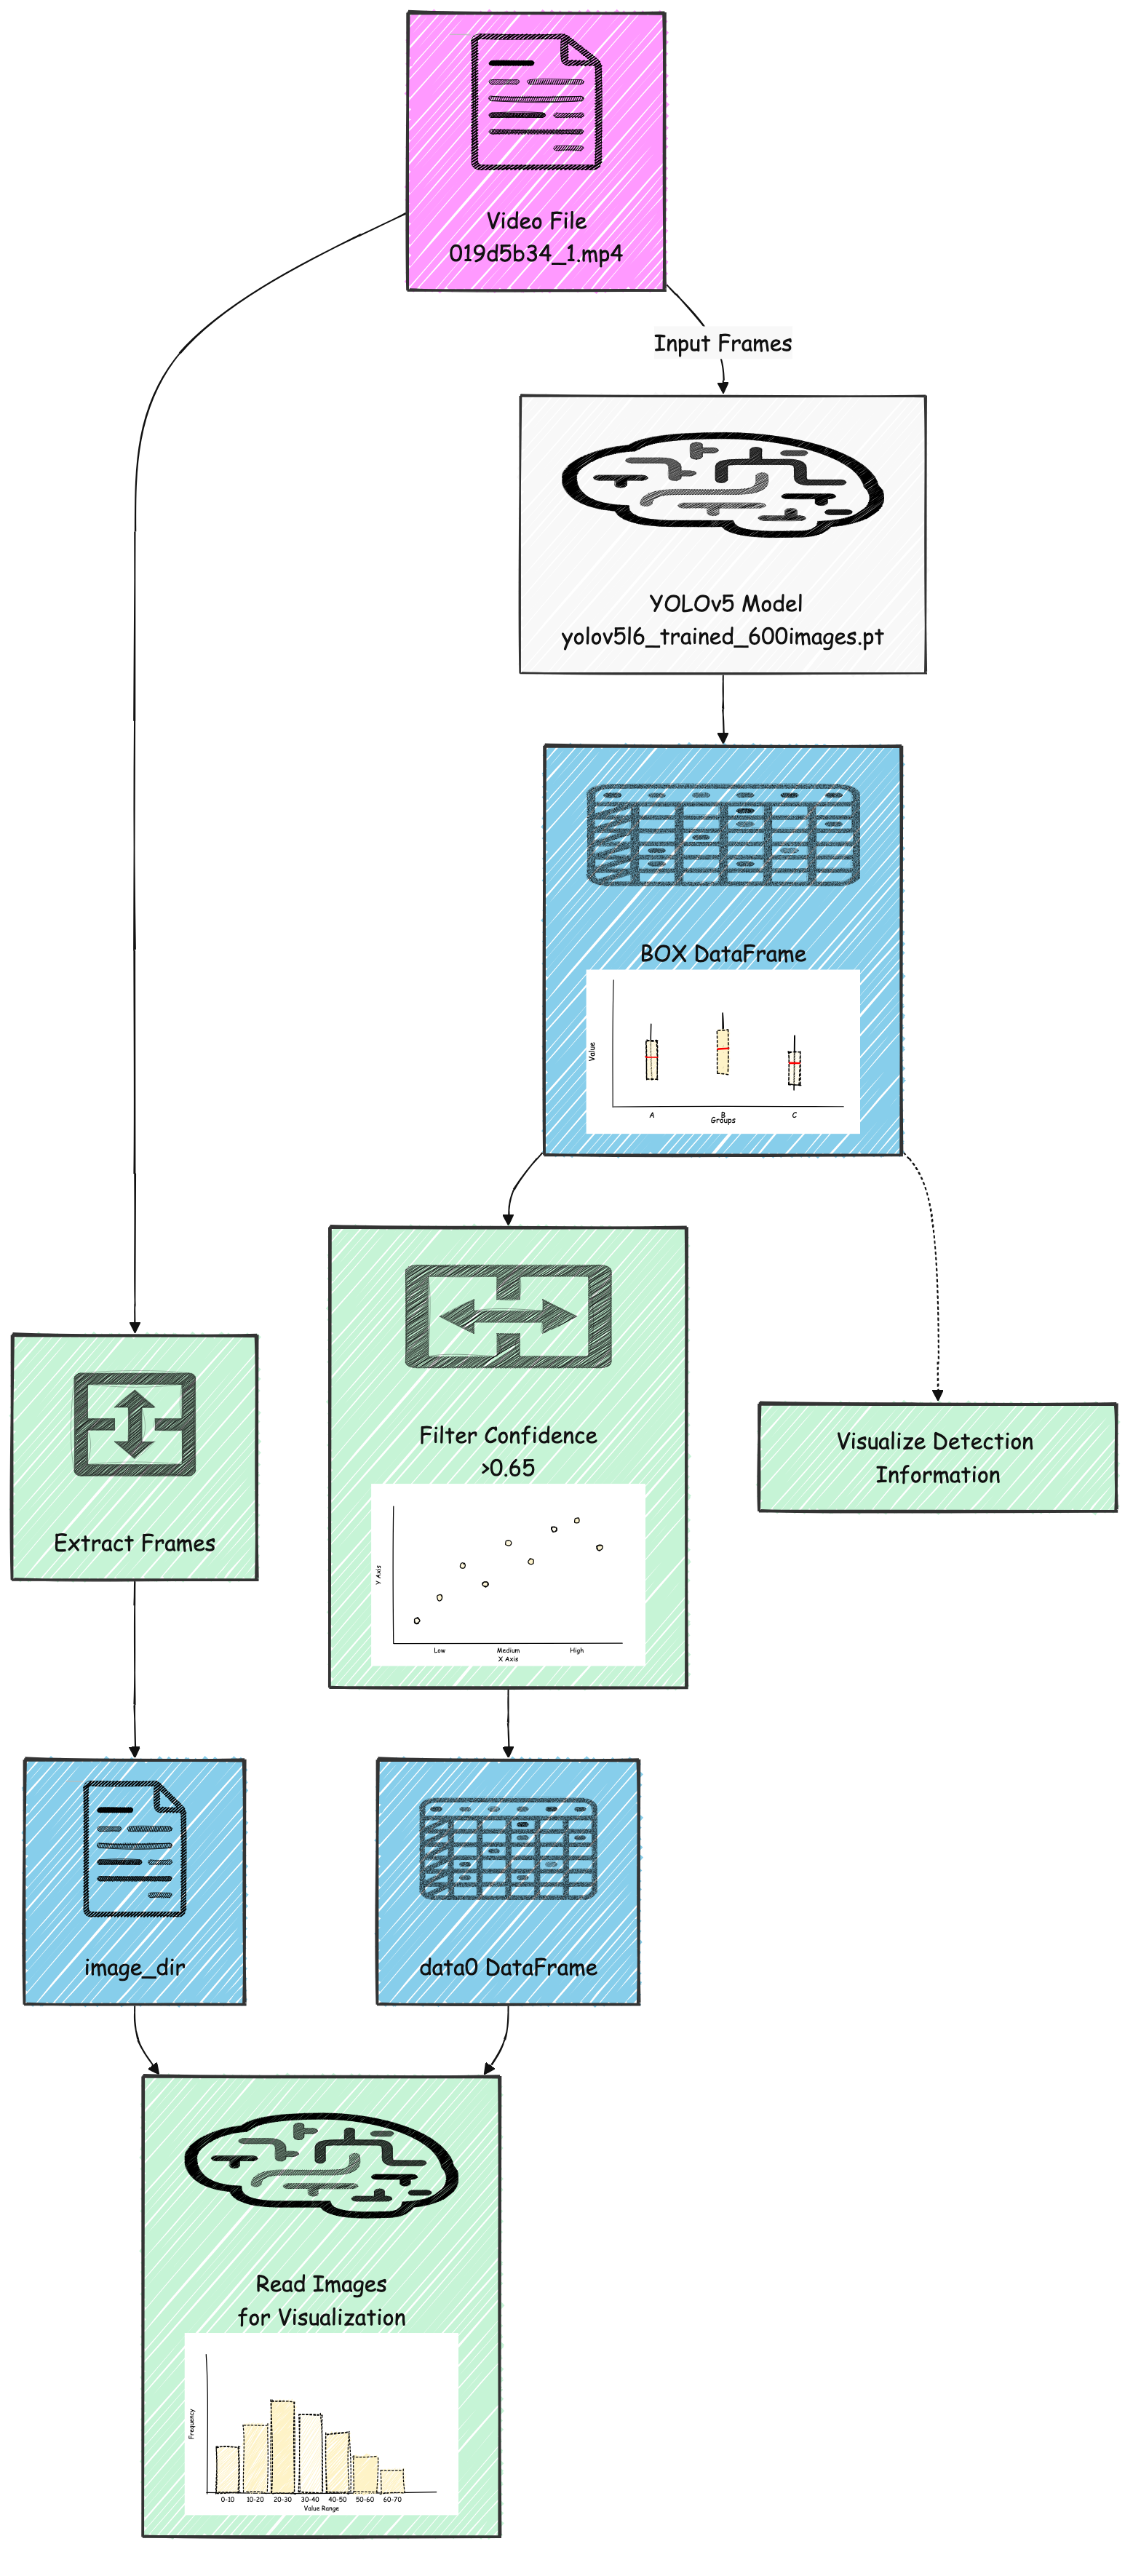 Video File
019d5b34_1.mp4
Input Frames
YOLOv5 Model
yolov5l6_trained_600images.pt
BOX DataFrame
Value
A
B
C
Groups
Filter Confidence
>0.65
Y Axis
Low
Medium
High
X Axis
Visualize Detection
Information
Extract Frames
image_dir
data0 DataFrame
Read Images
for Visualization
Frequency
0-10
10-20
20-30
30-40
40-50
50-60
60-70
Value Range